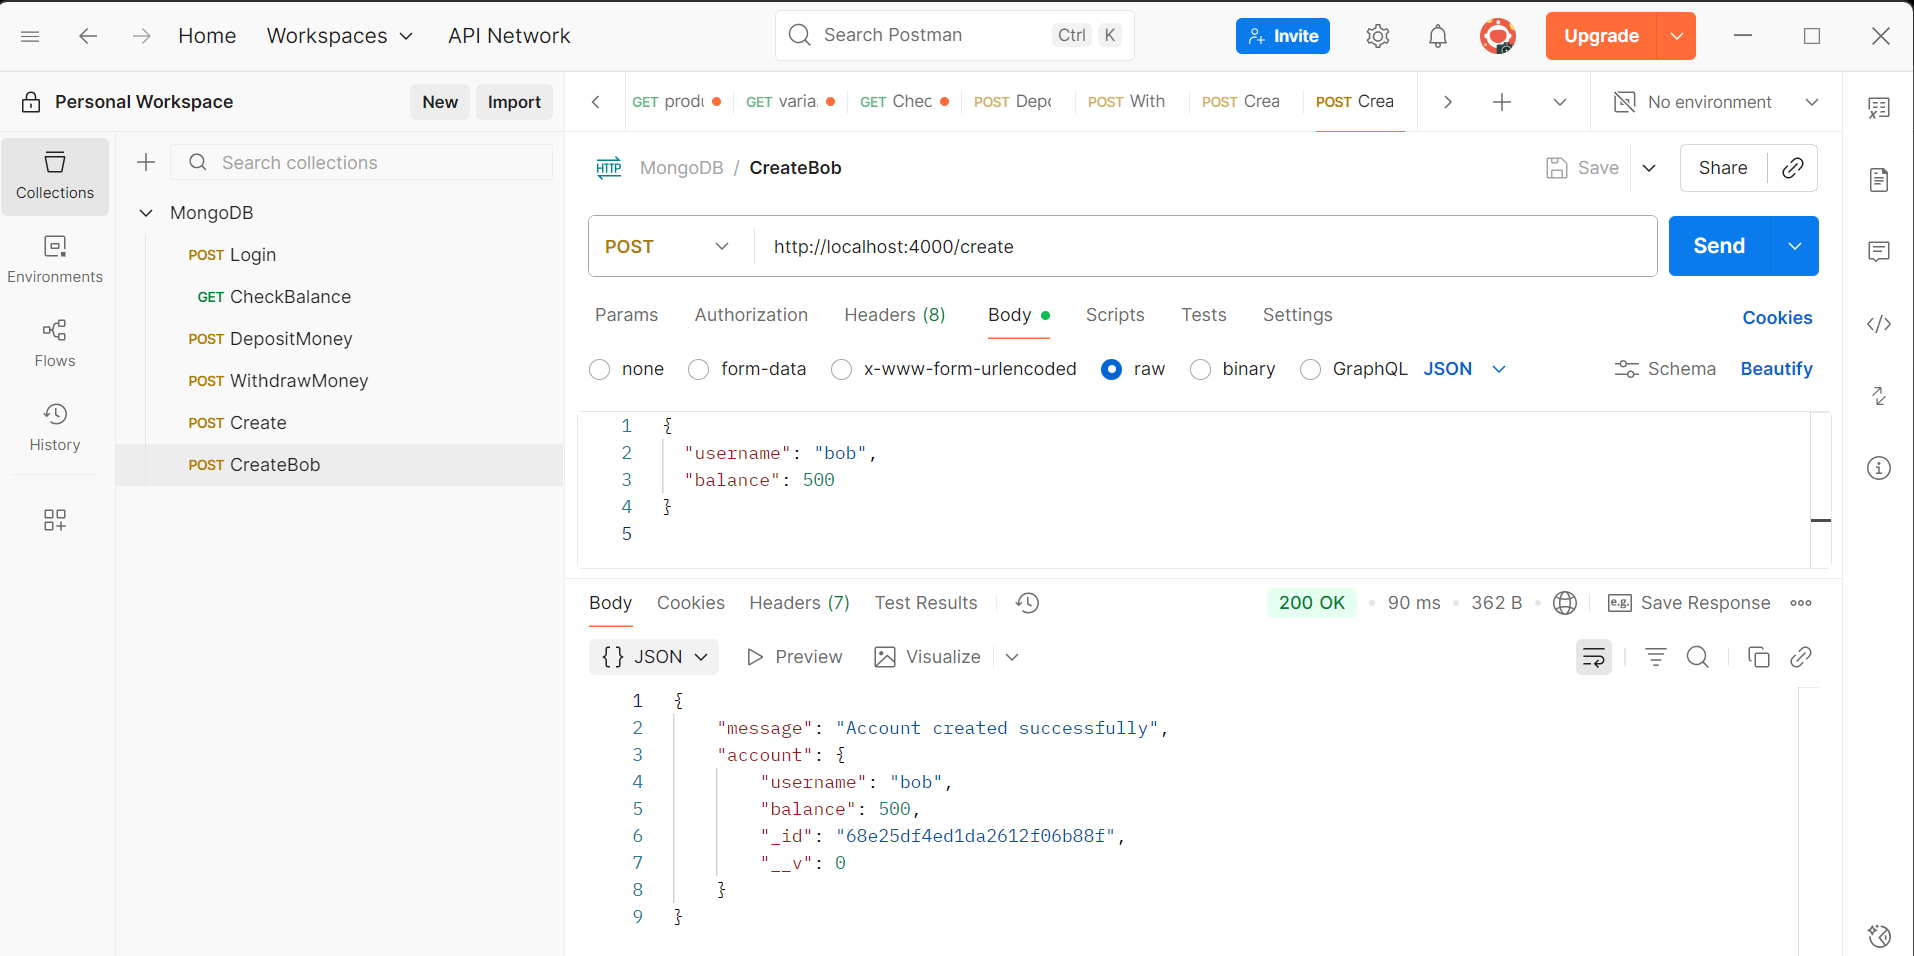 Home Workspaces API Network Search Postman Ctrl K Invite Upgrade
Personal Workspace New Import GET produ GET varia. GET Chec POST Depo POST With POST Crea POST Crea No environment
Collections
Environments
Flows
History
Search collections
MongoDB
POST Login
GET CheckBalance
POST DepositMoney
POST WithdrawMoney
POST Create
POST CreateBob
HTTP MongoDB / CreateBob Save Share
POST http://localhost:4000/create Send
Params Authorization Headers (8) Body Scripts Tests Settings Cookies
none form-data x-www-form-urlencoded raw binary GraphQL JSON Schema Beautify
1 {
2 "username": "bob",
3 "balance": 500
4 }
5
Body Cookies Headers (7) Test Results 200 OK 90 ms 362 B e.g. Save Response
{} JSON Preview Visualize
1 {
2 "message": "Account created successfully",
3 "account": {
4 "username": "bob",
5 "balance": 500,
6 "_id": "68e25df4ed1da2612f06b88f",
7 "__v": 0
8 }
9 }